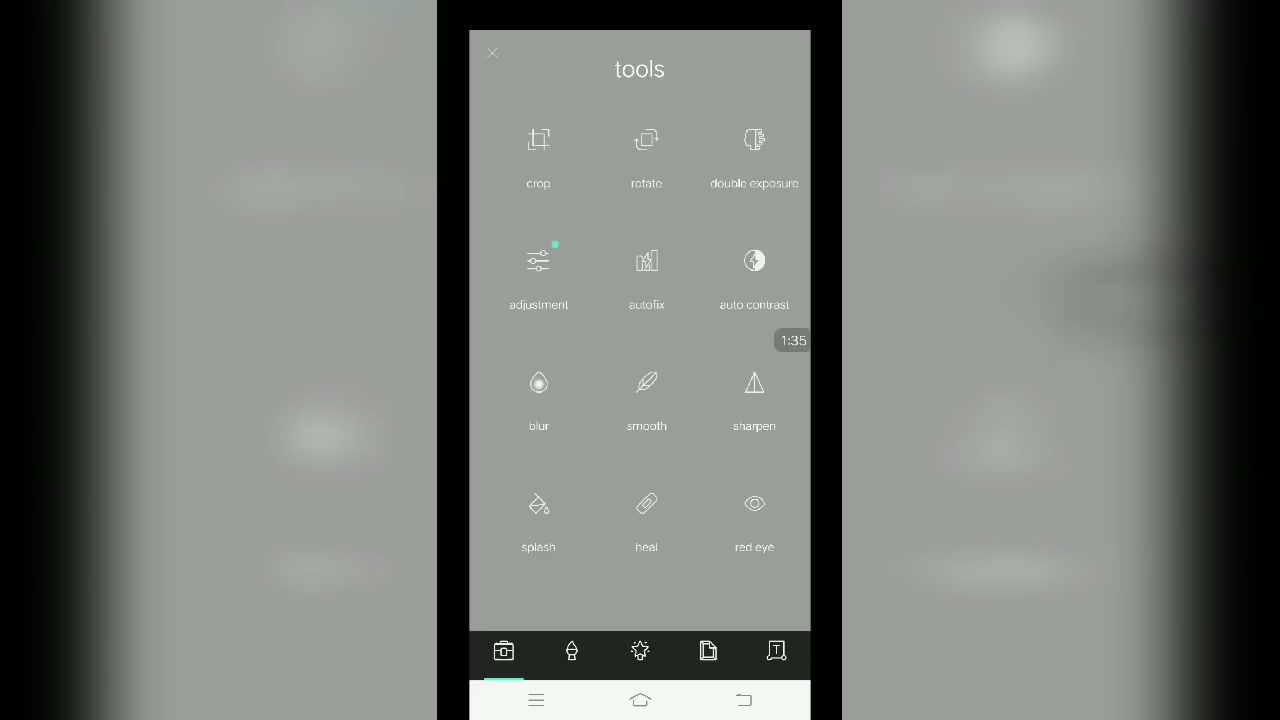 tools
crop rotate double exposure
adjustment autofix auto contrast
1:35
blur smooth sharpen
splash heal red eye
T